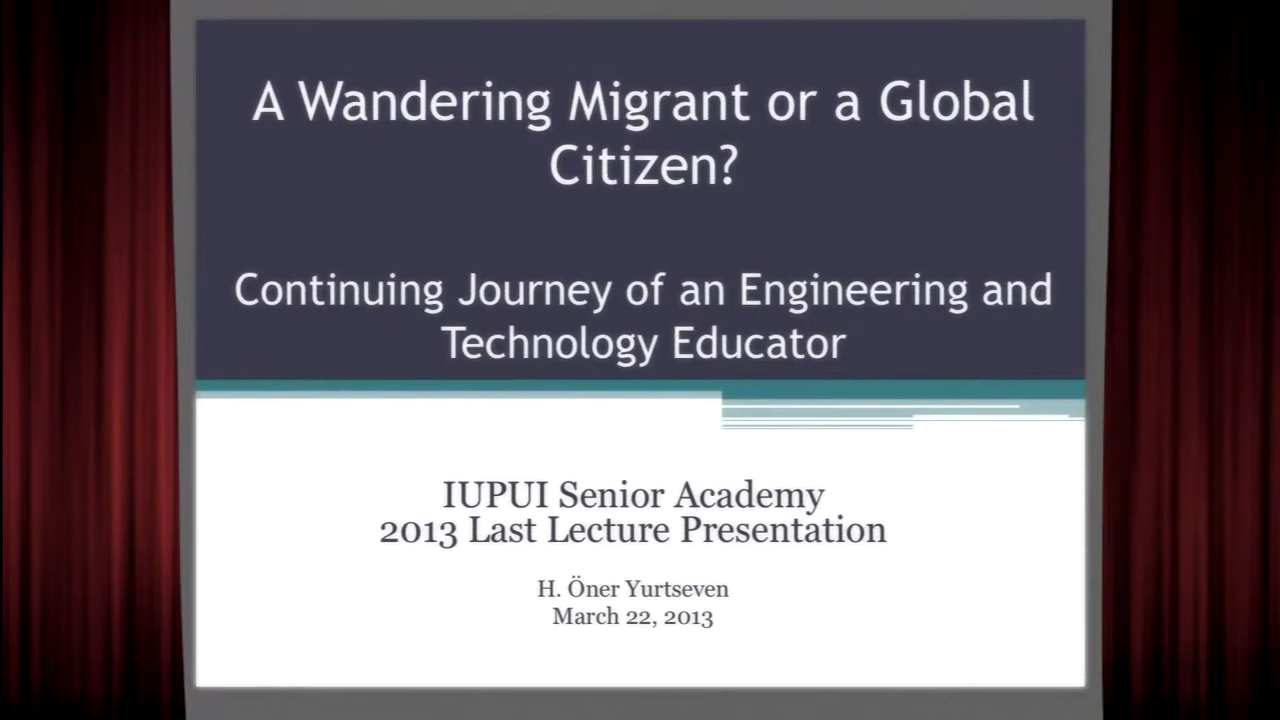 A Wandering Migrant or a Global
Citizen?
Continuing Journey of an Engineering and
Technology Educator
IUPUI Senior Academy
2013 Last Lecture Presentation
H. Öner Yurtseven
March 22, 2013